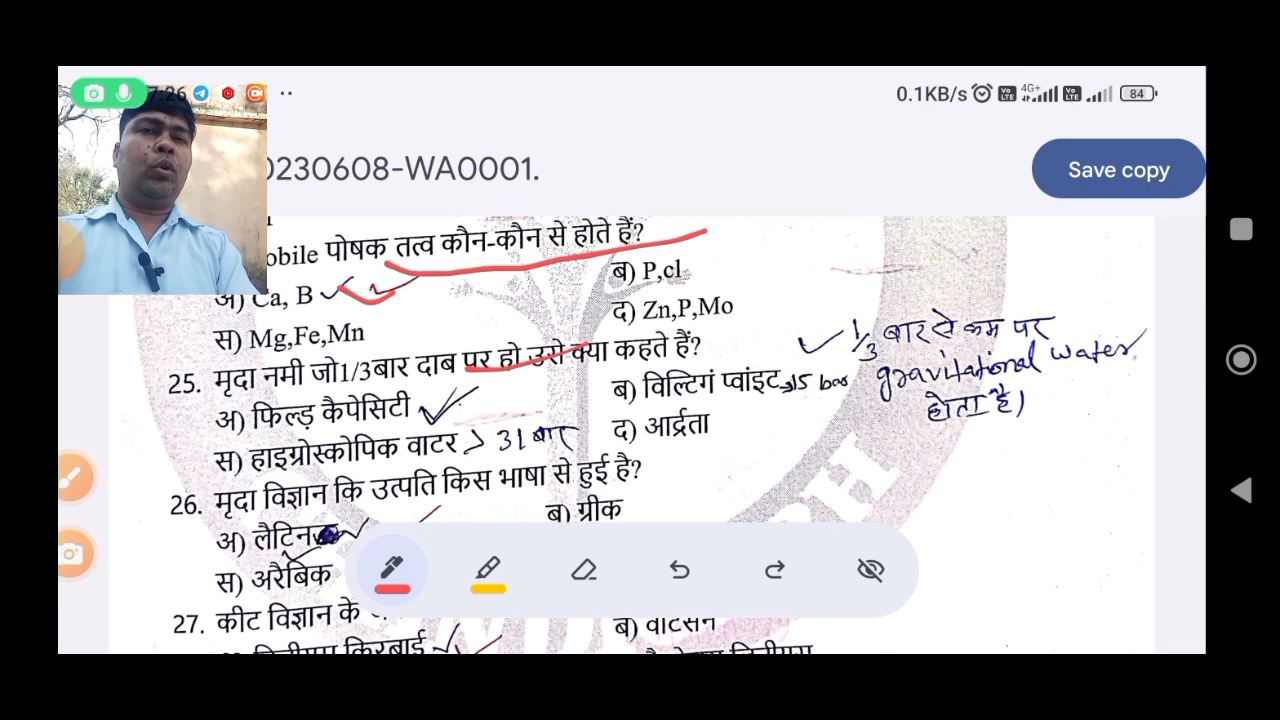 7:26
0.1KB/s 4G+ 84
0230608-WA0001.
Save copy
obile पोषक तत्व कौन-कौन से होते हैं?
अ) Ca, B
ब) P,cl
स) Mg,Fe,Mn
द) Zn,P,Mo
25. मृदा नमी जो1/3बार दाब पर हो उसे क्या कहते हैं?
1/3 बार से कम पर
gravitational water
होता है।
अ) फिल्ड़ कैपेसिटी
ब) विल्टिगं प्वांइट→15 bar
स) हाइग्रोस्कोपिक वाटर > 31 बार
द) आर्द्रता
26. मृदा विज्ञान कि उत्पति किस भाषा से हुई है?
अ) लैटिन
ब) ग्रीक
स) अरैबिक
27. कीट विज्ञान के
ब) वाटसन